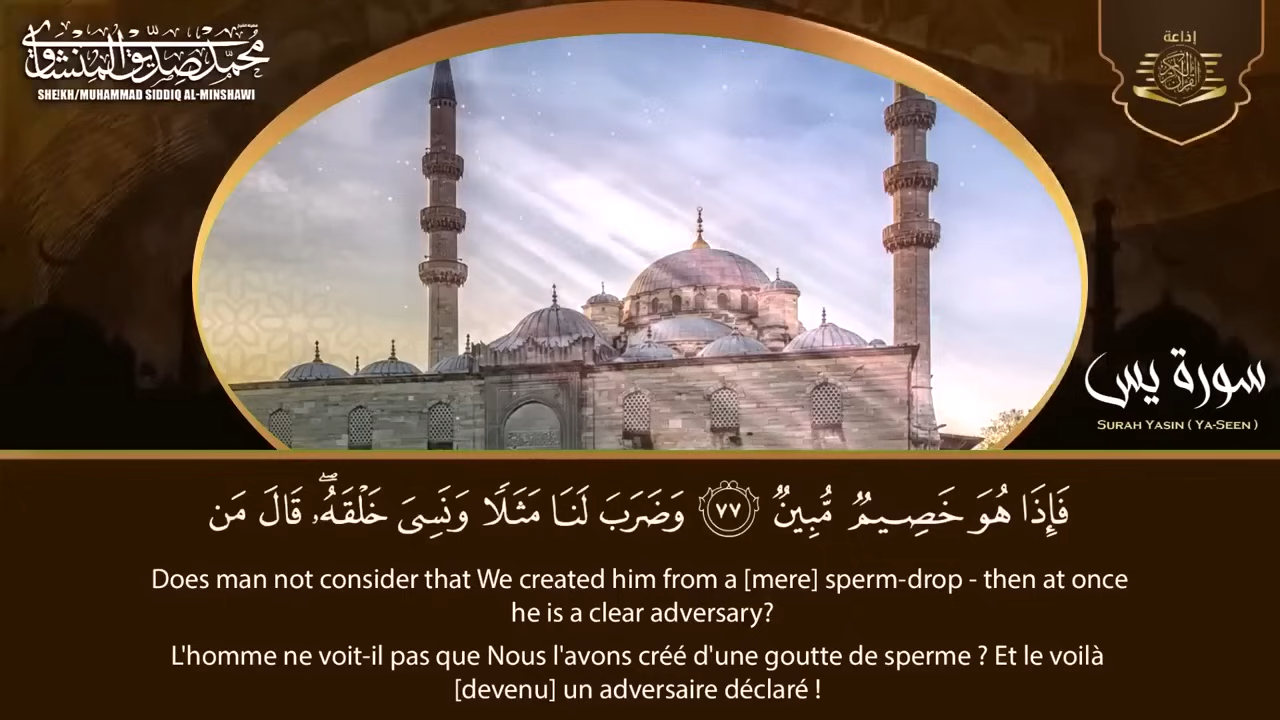 محمد صديق المنشاوي
SHEIKH/MUHAMMAD SIDDIQ AL-MINSHAWI
إذاعة
القرآن الكريم
سورة يس
SURAH YASIN ( YA-SEEN )
فَإِذَا هُوَ خَصِيمٌ مُّبِينٌ ٧٧ وَضَرَبَ لَنَا مَثَلًا وَنَسِىَ خَلْقَهُۥۖ قَالَ مَن
Does man not consider that We created him from a [mere] sperm-drop - then at once
he is a clear adversary?
L'homme ne voit-il pas que Nous l'avons créé d'une goutte de sperme ? Et le voilà
[devenu] un adversaire déclaré !